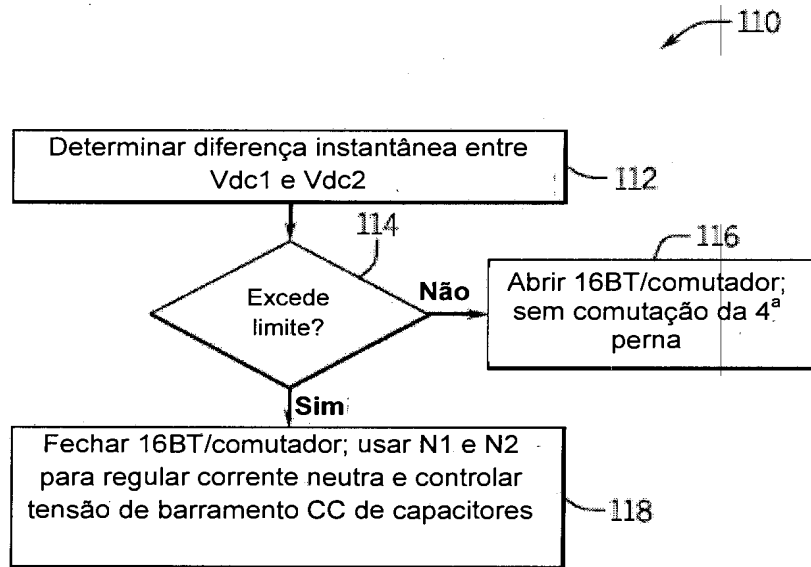 110
Determinar diferença instantânea entre
Vdc1 e Vdc2
112
114
Excede
limite?
Não
116
Abrir 16BT/comutador;
sem comutação da 4ª
perna
Sim
Fechar 16BT/comutador; usar N1 e N2
para regular corrente neutra e controlar
tensão de barramento CC de capacitores
118